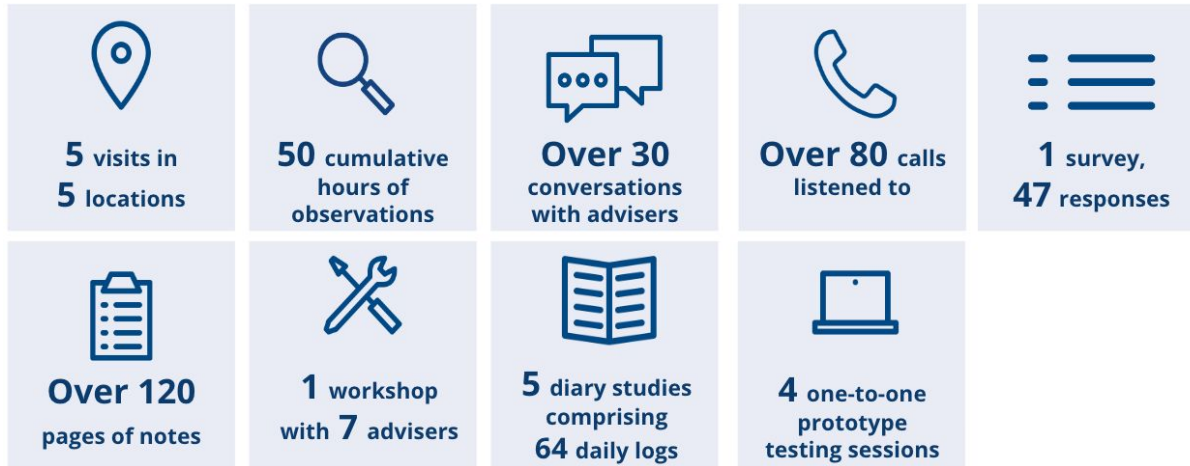 5 visits in
5 locations
50 cumulative
hours of
observations
Over 30
conversations
with advisers
Over 80 calls
listened to
1 survey,
47 responses
Over 120
pages of notes
1 workshop
with 7 advisers
5 diary studies
comprising
64 daily logs
4 one-to-one
prototype
testing sessions